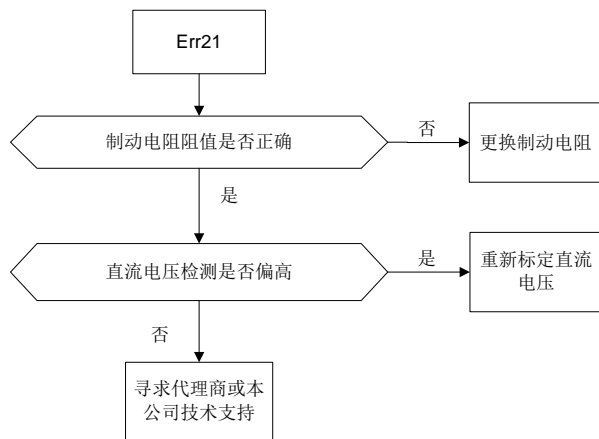 Err21
制动电阻阻值是否正确
否
更换制动电阻
是
直流电压检测是否偏高
是
重新标定直流
电压
否
寻求代理商或本
公司技术支持